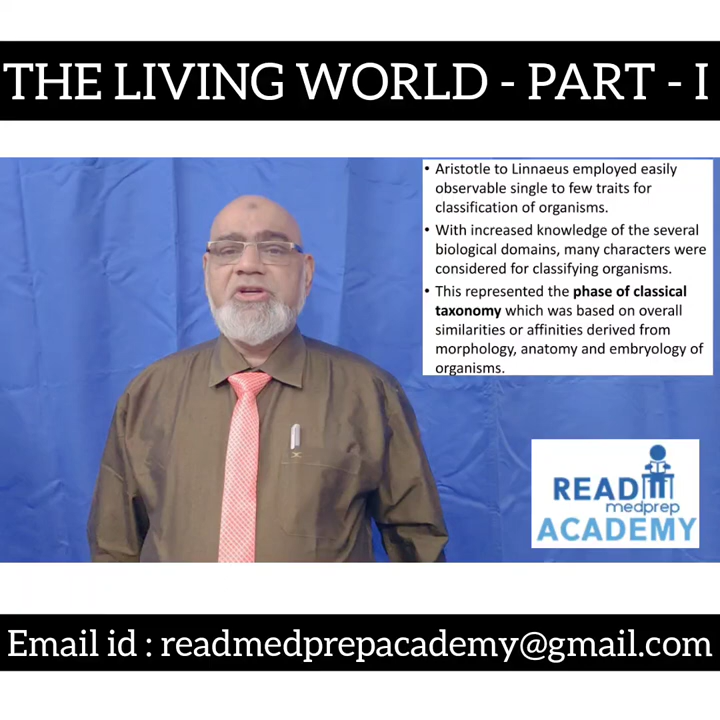 THE LIVING WORLD - PART - I
• Aristotle to Linnaeus employed easily
observable single to few traits for
classification of organisms.
• With increased knowledge of the several
biological domains, many characters were
considered for classifying organisms.
• This represented the phase of classical
taxonomy which was based on overall
similarities or affinities derived from
morphology, anatomy and embryology of
organisms.
READ
medprep
ACADEMY
Email id : readmedprepacademy@gmail.com